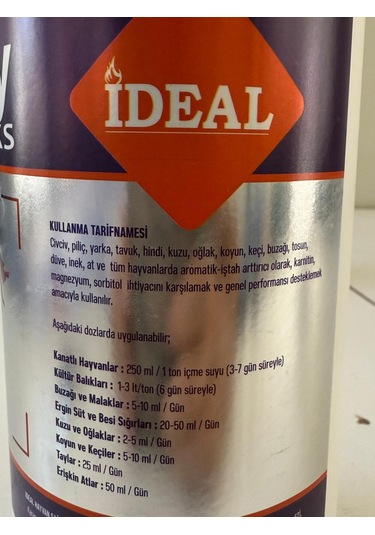 y
KS
İDEAL
KULLANMA TARİFNAMESİ
Civciv, piliç, yarka, tavuk, hindi, kuzu, oğlak, koyun, keçi, buzağı, tosun,
düve, inek, at ve tüm hayvanlarda aromatik-iştah arttırıcı olarak, karnitin,
magnezyum, sorbitol ihtiyacını karşılamak ve genel performansı desteklemek
amacıyla kullanılır.
Aşağıdaki dozlarda uygulanabilir;
Kanatlı Hayvanlar : 250 ml / 1 ton içme suyu (3-7 gün süreyle)
Kültür Balıkları : 1-3 lt/ton (6 gün süreyle)
Buzağı ve Malaklar : 5-10 ml / Gün
Ergin Süt ve Besi Sığırları : 20-50 ml / Gün
Kuzu ve Oğlaklar : 2-5 ml / Gün
Koyun ve Keçiler : 5-10 ml / Gün
Taylar : 25 ml / Gün
Erişkin Atlar : 50 ml / Gün